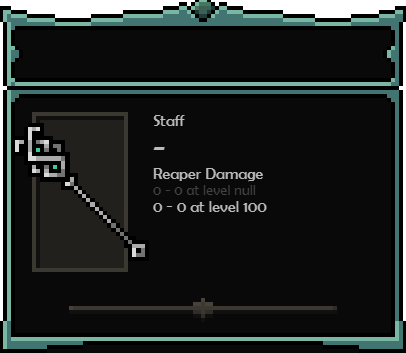 Staff
–
Reaper Damage
0 - 0 at level null
0 - 0 at level 100